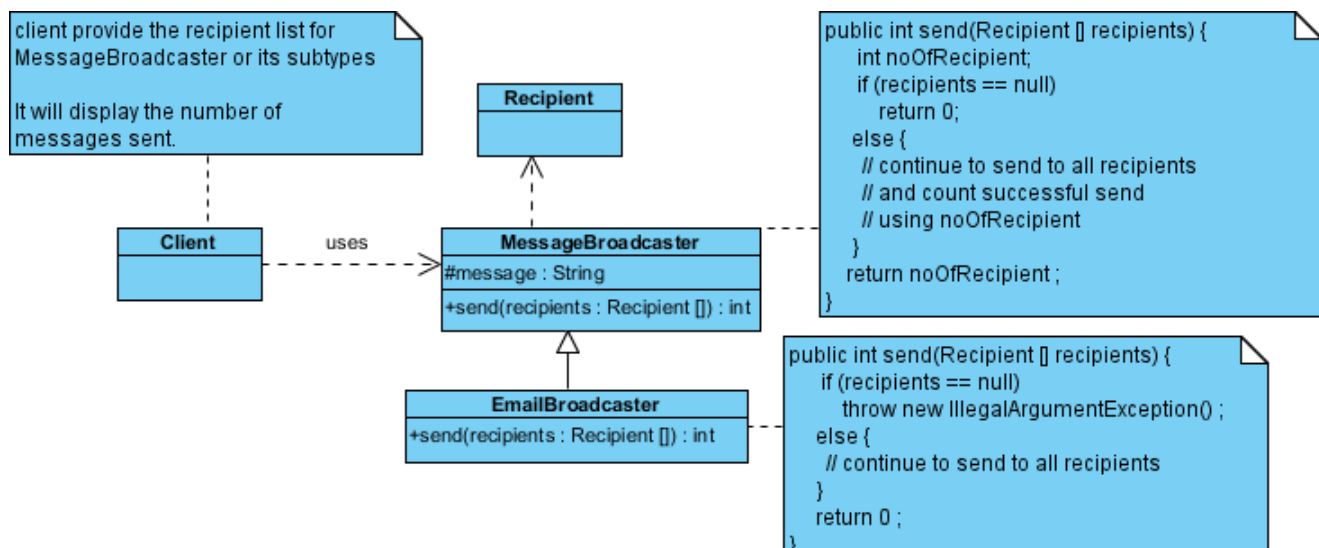 client provide the recipient list for
MessageBroadcaster or its subtypes
It will display the number of
messages sent.
Recipient
public int send(Recipient [] recipients) {
int noOfRecipient;
if (recipients == null)
return 0;
else {
// continue to send to all recipients
// and count successful send
// using noOfRecipient
}
return noOfRecipient ;
}
Client
uses
MessageBroadcaster
#message : String
+send(recipients : Recipient []) : int
EmailBroadcaster
+send(recipients : Recipient []) : int
public int send(Recipient [] recipients) {
if (recipients == null)
throw new IllegalArgumentException() ;
else {
// continue to send to all recipients
}
return 0 ;
}